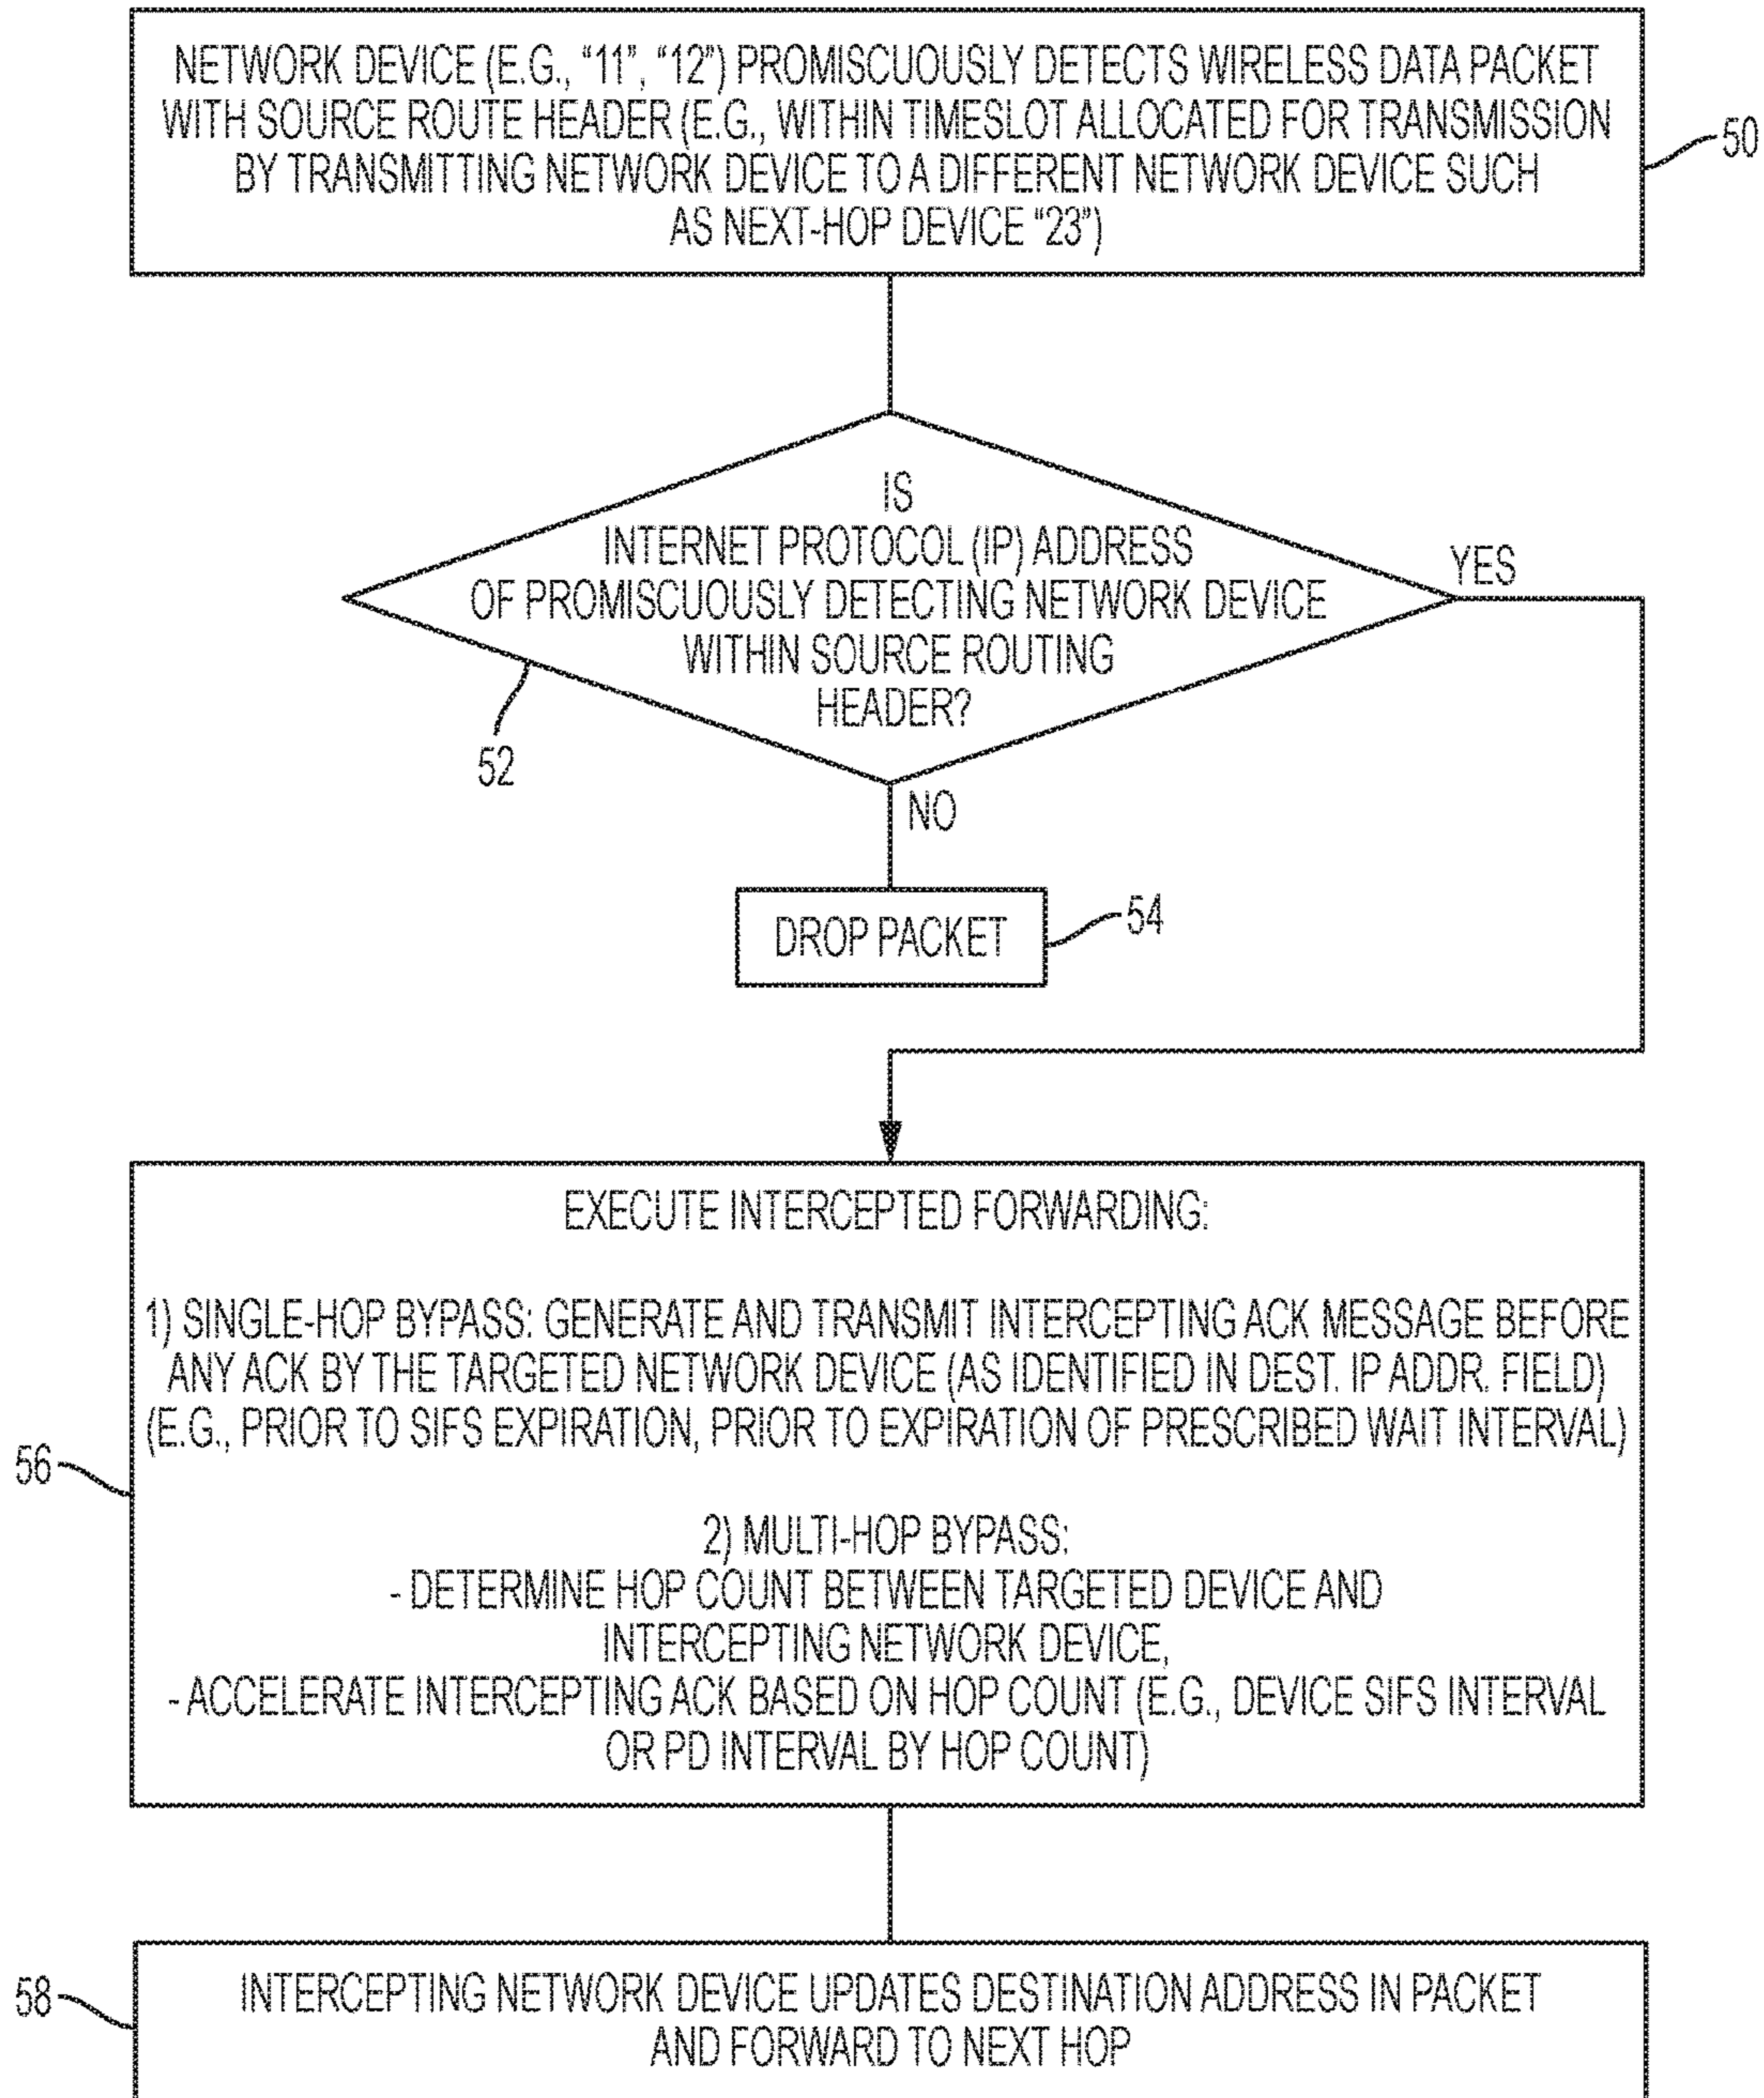 NETWORK DEVICE (E.G., “11”, “12”) PROMISCUOUSLY DETECTS WIRELESS DATA PACKET
WITH SOURCE ROUTE HEADER (E.G., WITHIN TIMESLOT ALLOCATED FOR TRANSMISSION
BY TRANSMITTING NETWORK DEVICE TO A DIFFERENT NETWORK DEVICE SUCH
AS NEXT-HOP DEVICE “23”)
50
IS
INTERNET PROTOCOL (IP) ADDRESS
OF PROMISCUOUSLY DETECTING NETWORK DEVICE
WITHIN SOURCE ROUTING
HEADER?
YES
52
NO
DROP PACKET
54
EXECUTE INTERCEPTED FORWARDING:
1) SINGLE-HOP BYPASS: GENERATE AND TRANSMIT INTERCEPTING ACK MESSAGE BEFORE
ANY ACK BY THE TARGETED NETWORK DEVICE (AS IDENTIFIED IN DEST. IP ADDR. FIELD)
(E.G., PRIOR TO SIFS EXPIRATION, PRIOR TO EXPIRATION OF PRESCRIBED WAIT INTERVAL)
56
2) MULTI-HOP BYPASS:
- DETERMINE HOP COUNT BETWEEN TARGETED DEVICE AND
INTERCEPTING NETWORK DEVICE,
- ACCELERATE INTERCEPTING ACK BASED ON HOP COUNT (E.G., DEVICE SIFS INTERVAL
OR PD INTERVAL BY HOP COUNT)
58
INTERCEPTING NETWORK DEVICE UPDATES DESTINATION ADDRESS IN PACKET
AND FORWARD TO NEXT HOP